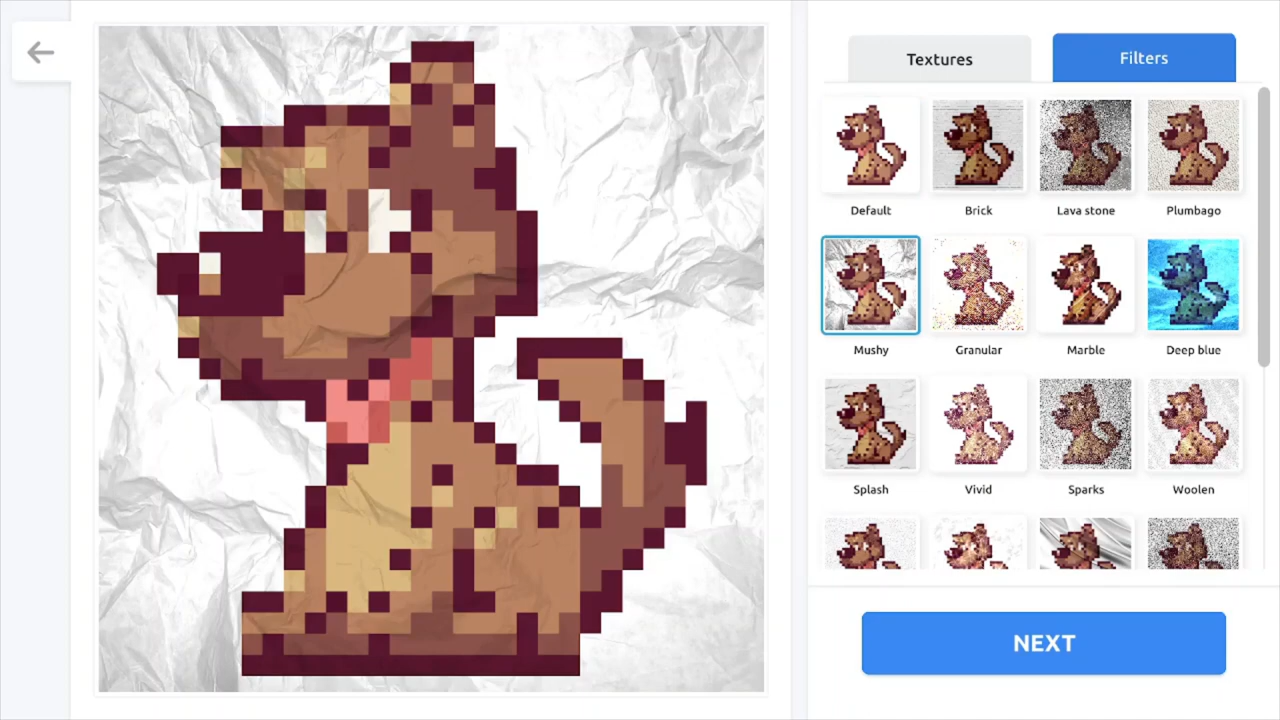 Textures Filters
Default Brick Lava stone Plumbago
Mushy Granular Marble Deep blue
Splash Vivid Sparks Woolen
NEXT